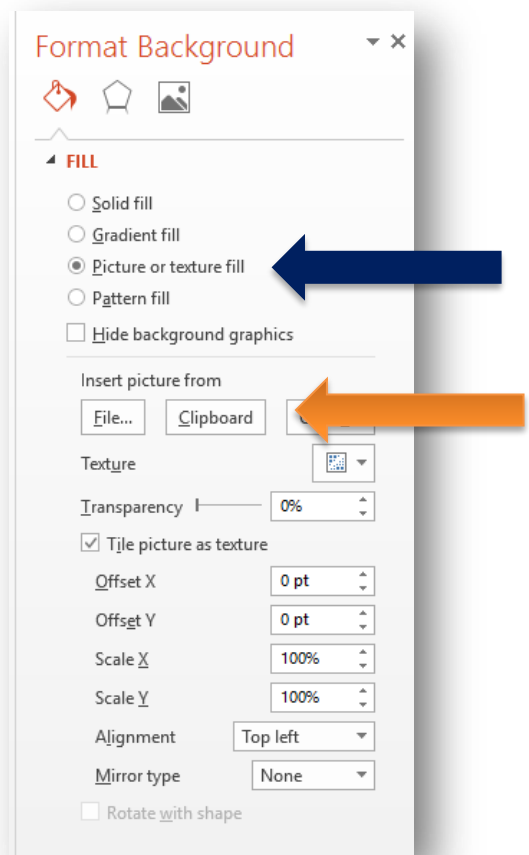 Format Background
FILL
Solid fill
Gradient fill
Picture or texture fill
Pattern fill
Hide background graphics
Insert picture from
File... Clipboard
Texture
Transparency 0%
Tile picture as texture
Offset X 0 pt
Offset Y 0 pt
Scale X 100%
Scale Y 100%
Alignment Top left
Mirror type None
Rotate with shape